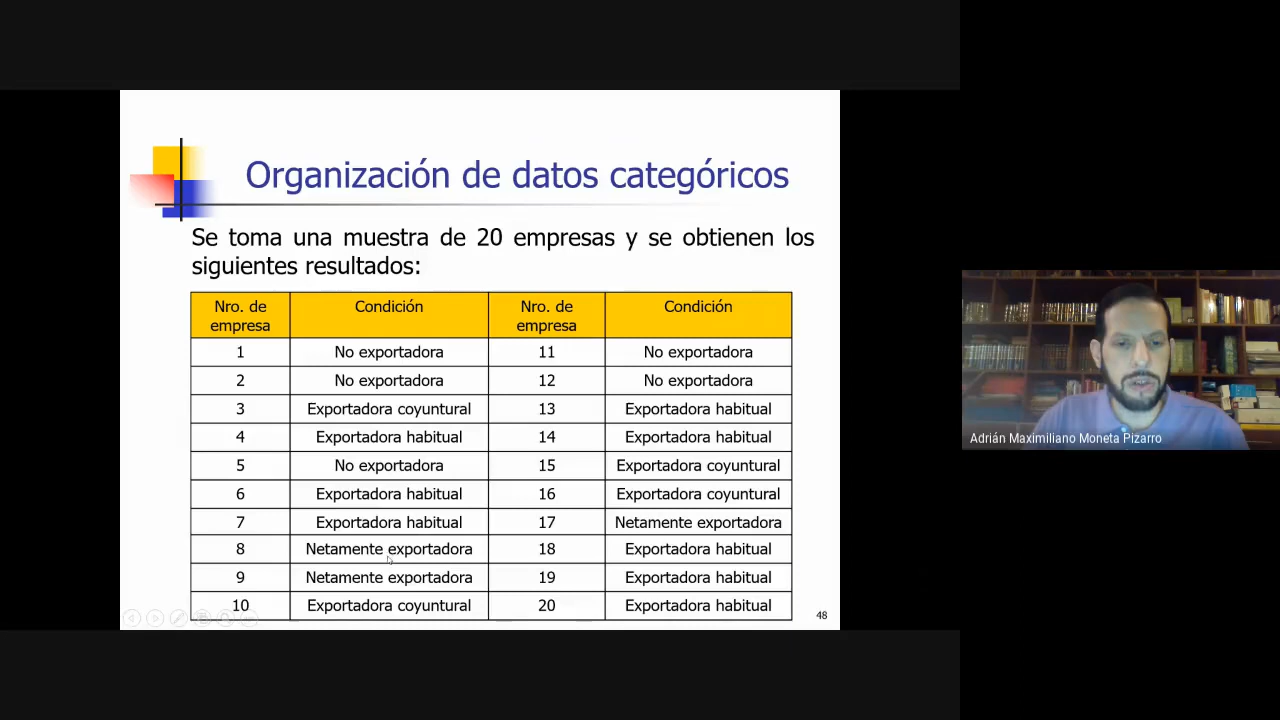 Organización de datos categóricos
Se toma una muestra de 20 empresas y se obtienen los
siguientes resultados:
Nro. de empresa Condición Nro. de empresa Condición
1 No exportadora 11 No exportadora
2 No exportadora 12 No exportadora
3 Exportadora coyuntural 13 Exportadora habitual
4 Exportadora habitual 14 Exportadora habitual
5 No exportadora 15 Exportadora coyuntural
6 Exportadora habitual 16 Exportadora coyuntural
7 Exportadora habitual 17 Netamente exportadora
8 Netamente exportadora 18 Exportadora habitual
9 Netamente exportadora 19 Exportadora habitual
10 Exportadora coyuntural 20 Exportadora habitual
48
Adrián Maximiliano Moneta Pizarro